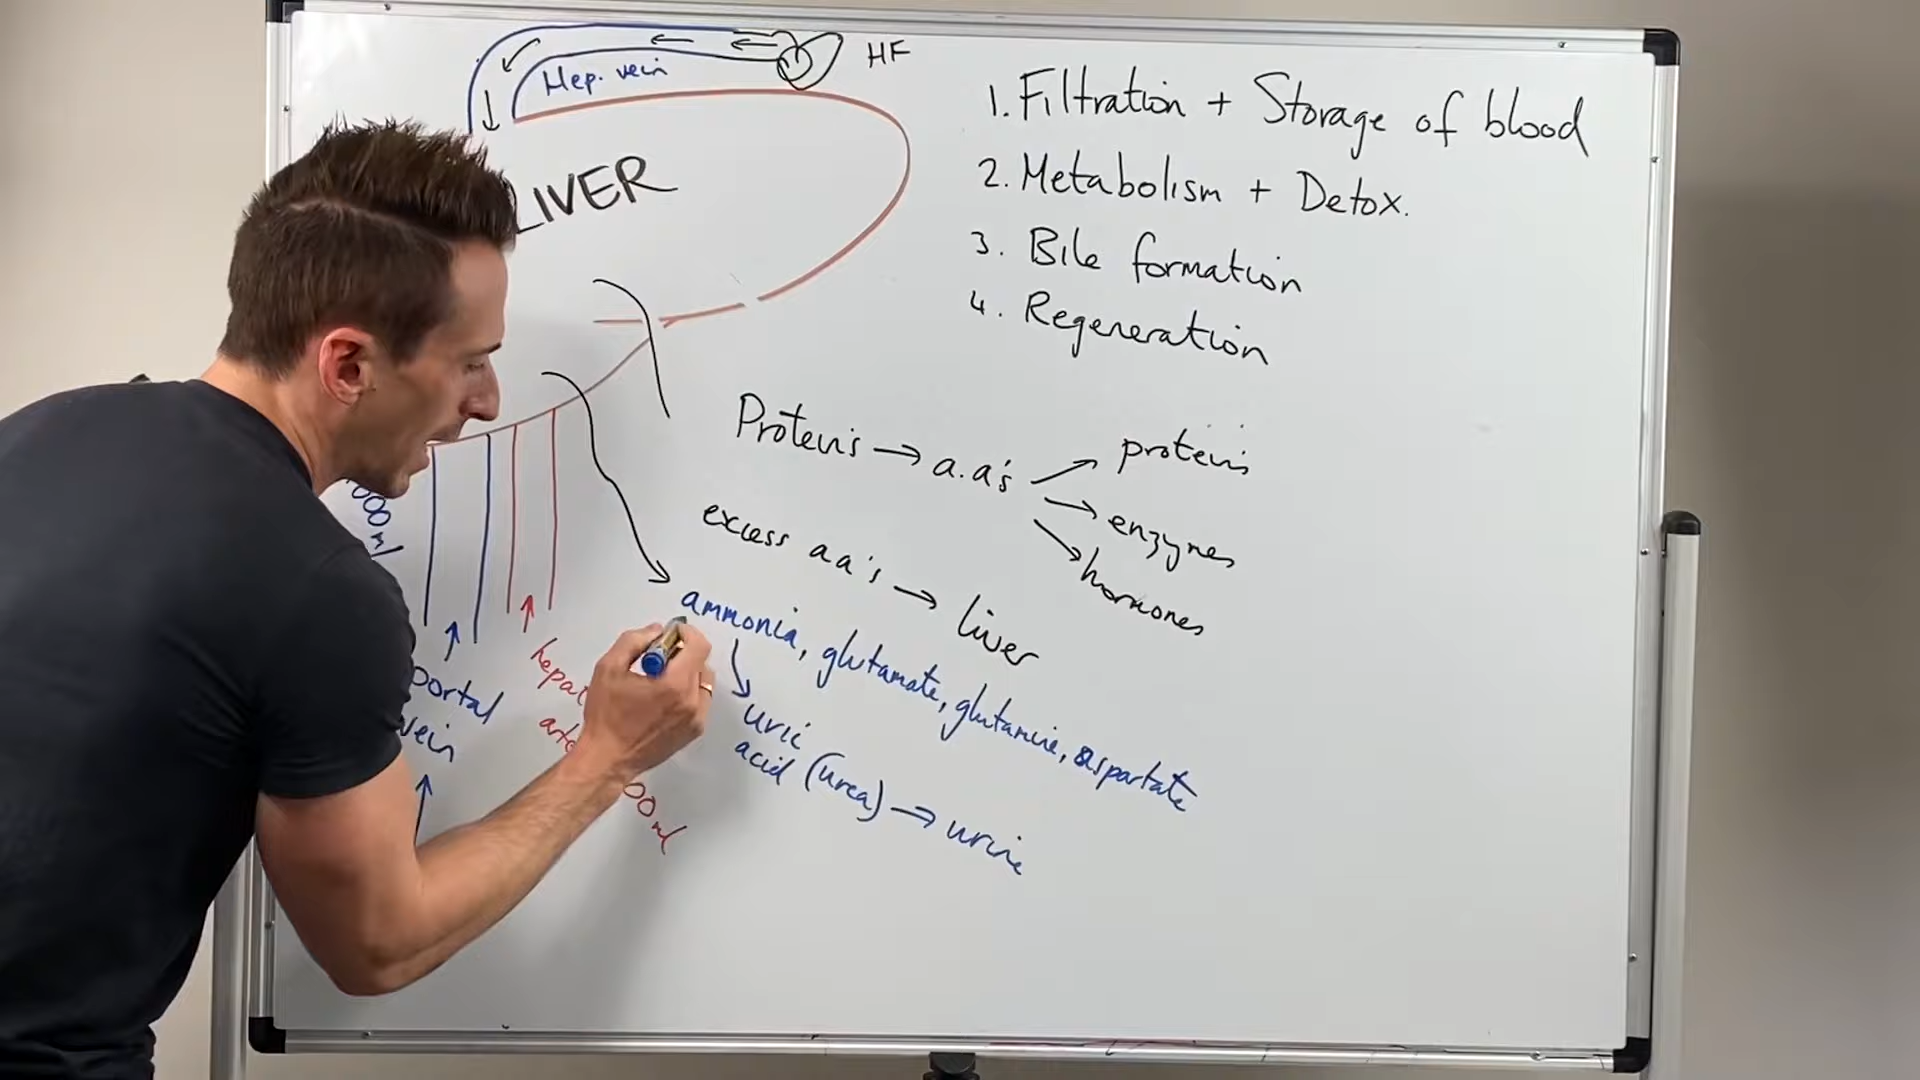 HF
Hep. vein
LIVER
1. Filtration + Storage of blood
2. Metabolism + Detox.
3. Bile formation
4. Regeneration
Proteins → a.a's → proteins
→ enzymes
→ hormones
excess aa's → liver
ammonia, glutamate, glutamine, aspartate
uric
acid (urea) → urine
portal
vein